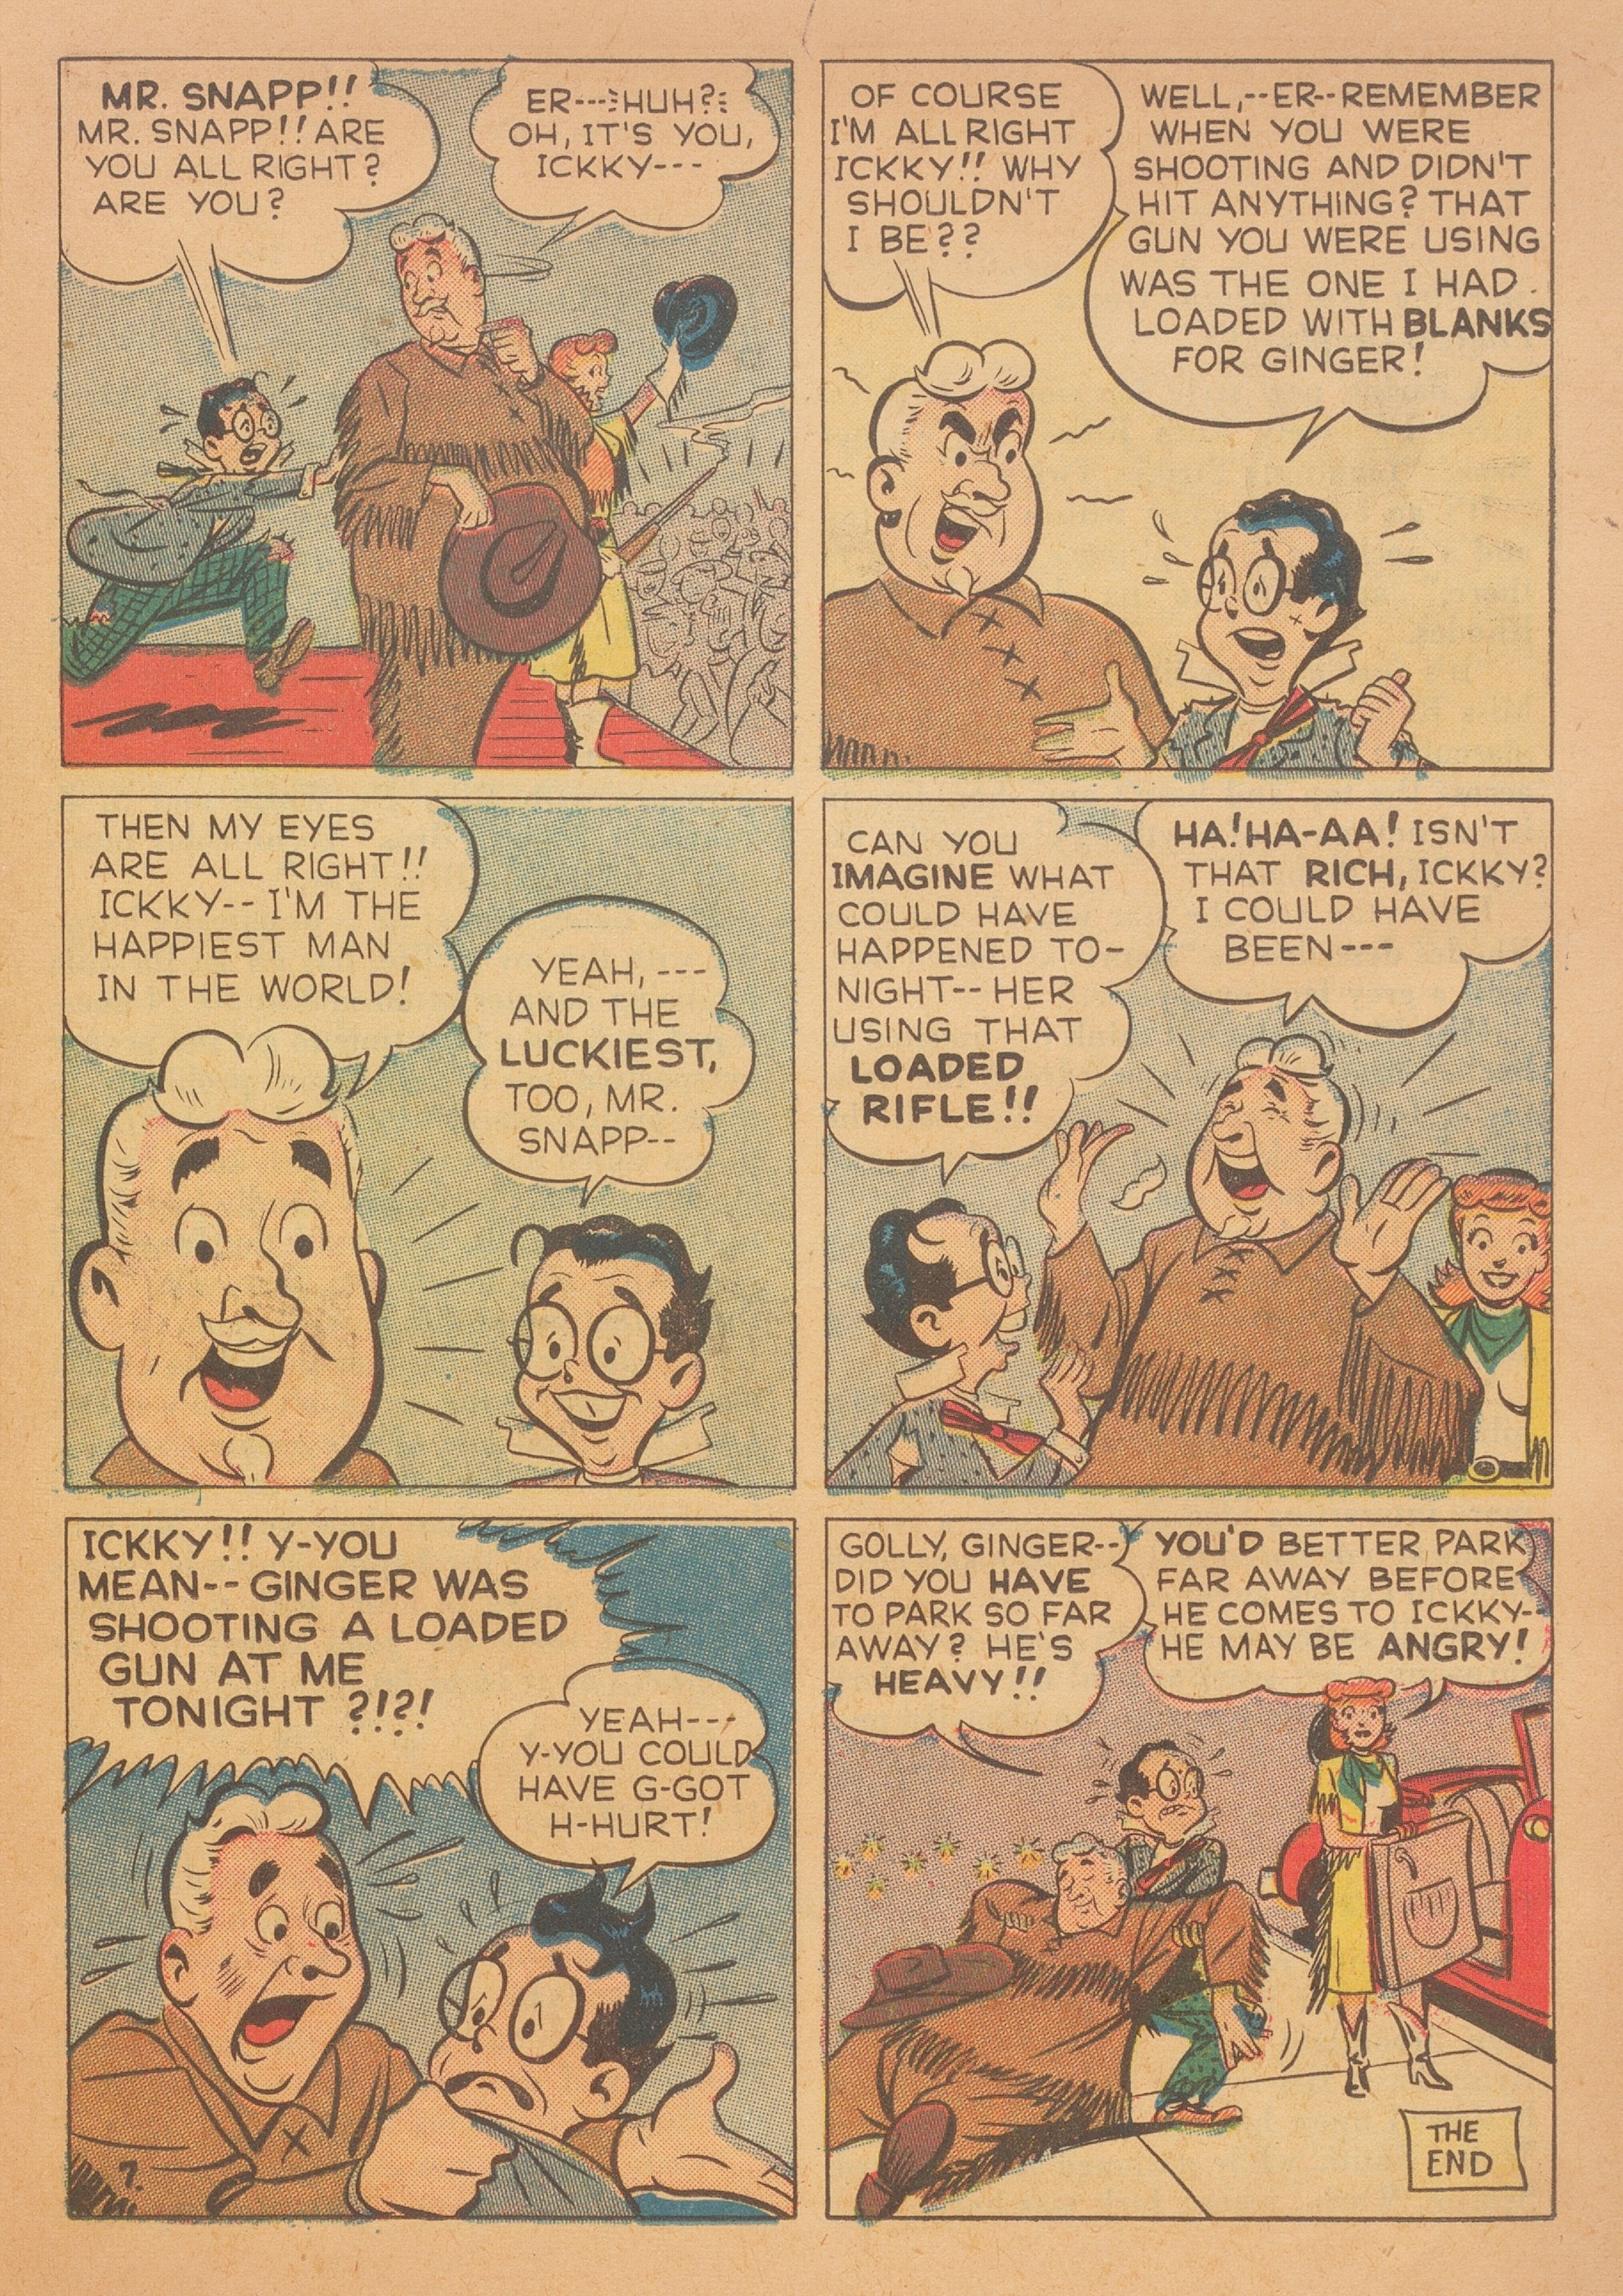 MR. SNAPP!!
MR. SNAPP!! ARE
YOU ALL RIGHT?
ARE YOU?
ER---HUH?
OH, IT'S YOU,
ICKKY---
OF COURSE
I'M ALL RIGHT
ICKKY!! WHY
SHOULDN'T
I BE??
WELL,--ER--REMEMBER
WHEN YOU WERE
SHOOTING AND DIDN'T
HIT ANYTHING? THAT
GUN YOU WERE USING
WAS THE ONE I HAD
LOADED WITH BLANKS
FOR GINGER!
THEN MY EYES
ARE ALL RIGHT!!
ICKKY-- I'M THE
HAPPIEST MAN
IN THE WORLD!
YEAH, ---
AND THE
LUCKIEST,
TOO, MR.
SNAPP--
CAN YOU
IMAGINE WHAT
COULD HAVE
HAPPENED TO-
NIGHT-- HER
USING THAT
LOADED
RIFLE!!
HA! HA-AA! ISN'T
THAT RICH, ICKKY?
I COULD HAVE
BEEN---
ICKKY!! Y-YOU
MEAN-- GINGER WAS
SHOOTING A LOADED
GUN AT ME
TONIGHT ?!?!
YEAH---
Y-YOU COULD
HAVE G-GOT
H-HURT!
GOLLY, GINGER--
DID YOU HAVE
TO PARK SO FAR
AWAY? HE'S
HEAVY!!
YOU'D BETTER PARK
FAR AWAY BEFORE
HE COMES TO ICKKY--
HE MAY BE ANGRY!
THE
END